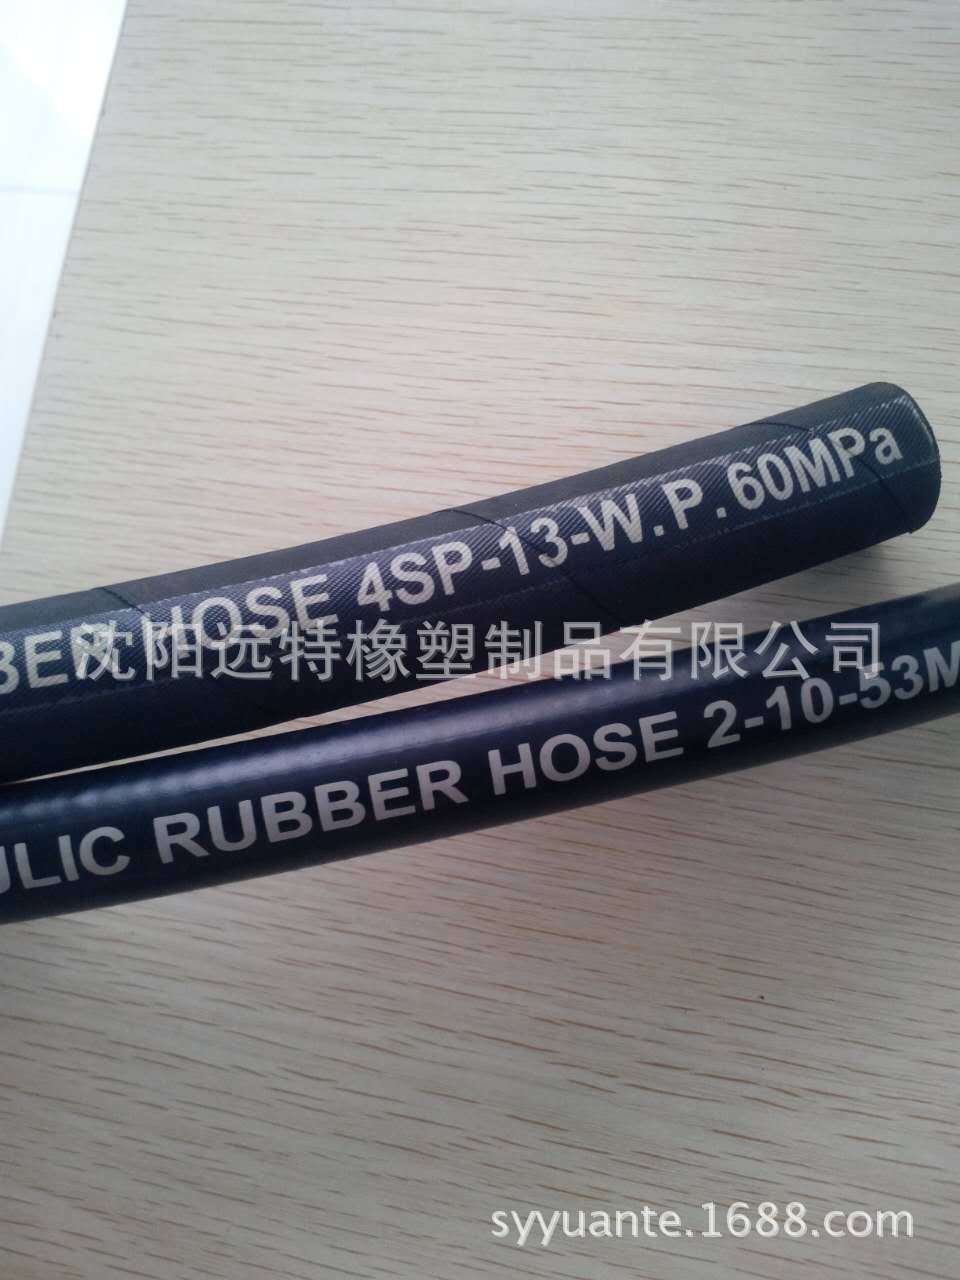 BER HOSE 4SP-13-W.P.60MPa
沈阳远特橡塑制品有限公司
ULIC RUBBER HOSE 2-10-53M
syyuante.1688.com